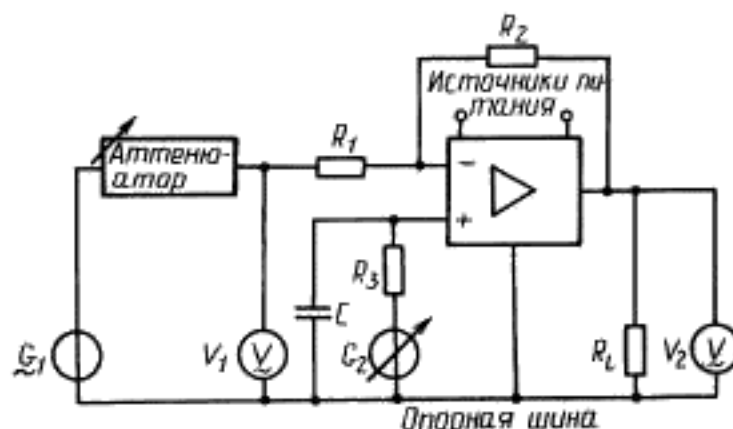 R2
Источники пи-
тания
R1
Аттеню-
атор
−
+
R3
C
G1
V1
V
G2
RL
V2
V
Опорная шина